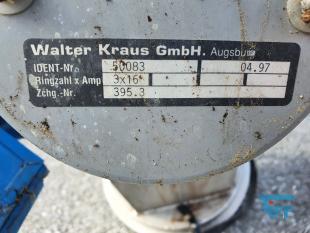 Walter Kraus GmbH. Augsburg
IDENT-Nr. 50083 04.97
Ringzahl x Amp 3x16
Zchg.-Nr. 395.3